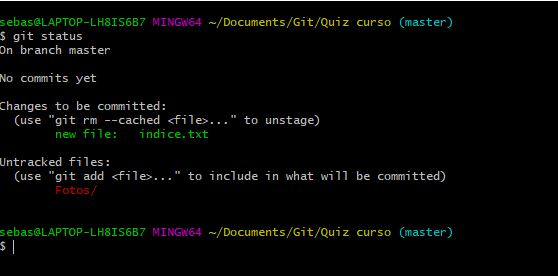 sebas@LAPTOP-LH8IS6B7 MINGW64 ~/Documents/Git/Quiz curso (master)
$ git status
On branch master
No commits yet
Changes to be committed:
  (use "git rm --cached <file>..." to unstage)
        new file:   indice.txt
Untracked files:
  (use "git add <file>..." to include in what will be committed)
        Fotos/
sebas@LAPTOP-LH8IS6B7 MINGW64 ~/Documents/Git/Quiz curso (master)
$